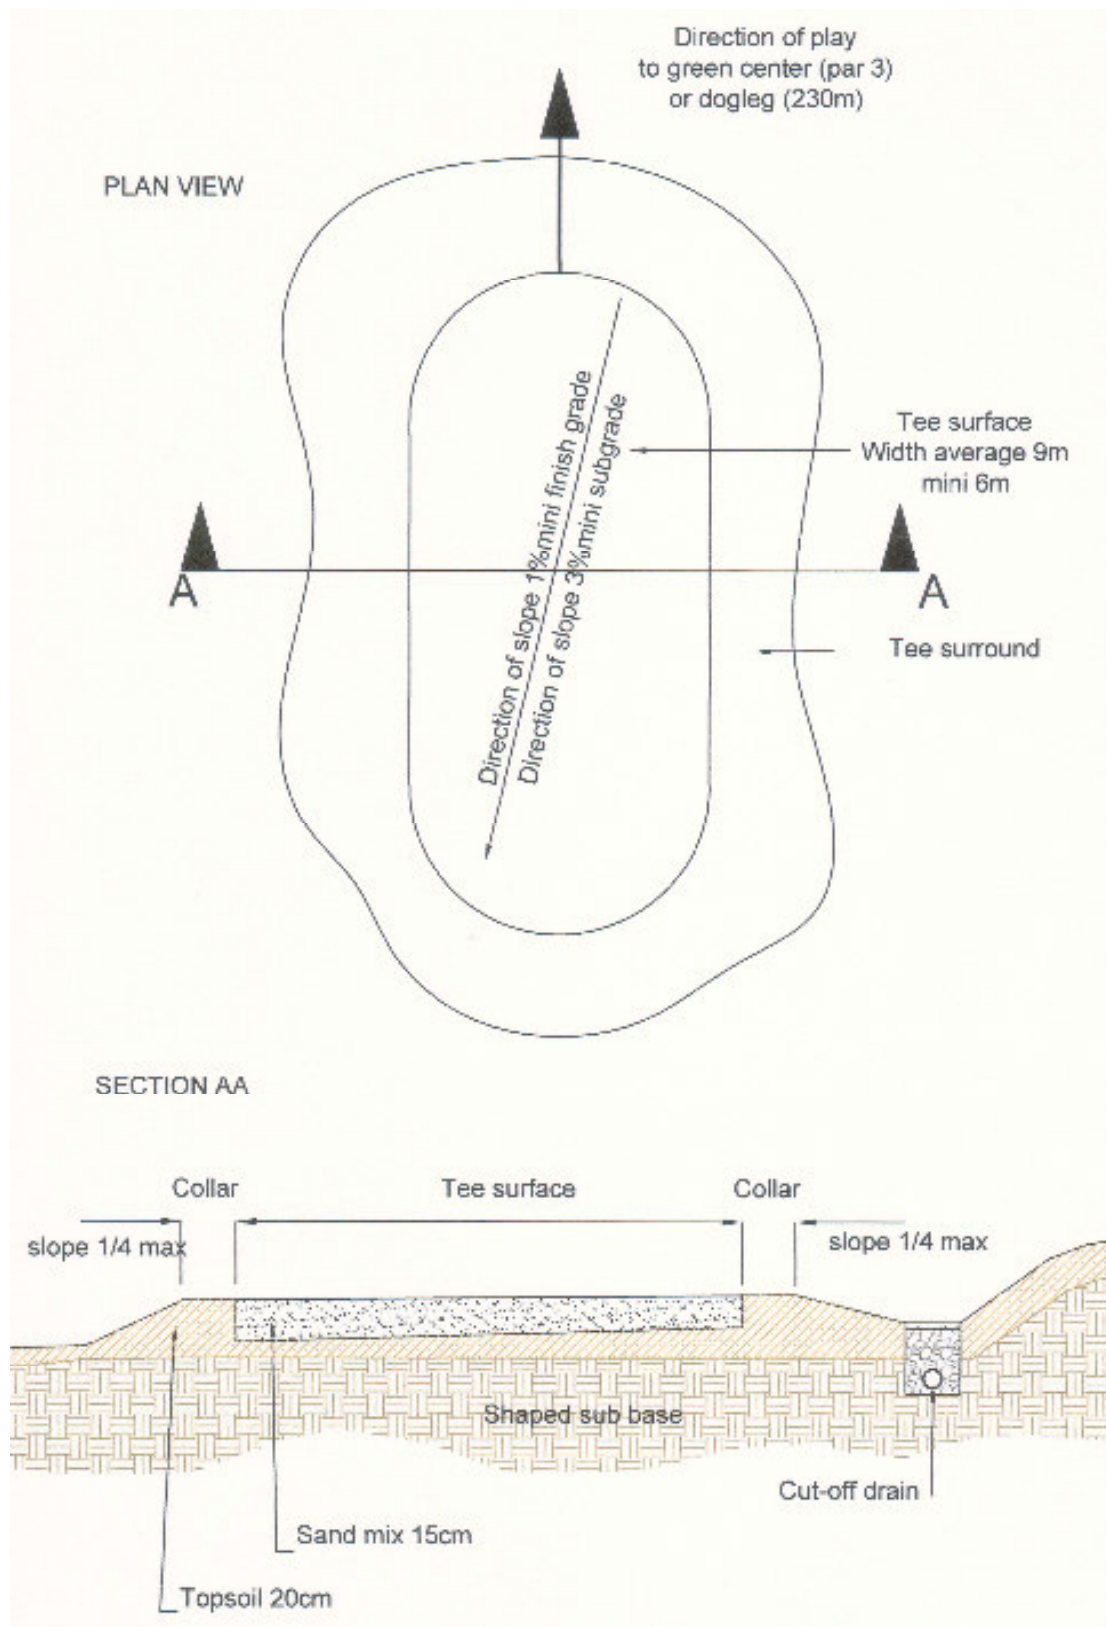 Direction of play
to green center (par 3)
or dogleg (230m)
PLAN VIEW
Direction of slope 1%mini finish grade
Direction of slope 3%mini subgrade
Tee surface
Width average 9m
mini 6m
A
A
Tee surround
SECTION AA
Collar
Tee surface
Collar
slope 1/4 max
slope 1/4 max
Shaped sub base
Cut-off drain
Sand mix 15cm
Topsoil 20cm